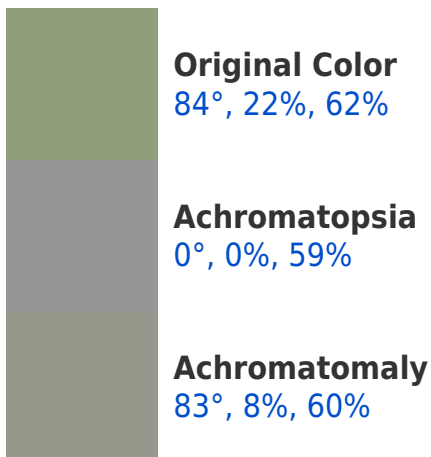 Original Color
84°, 22%, 62%
Achromatopsia
0°, 0%, 59%
Achromatomaly
83°, 8%, 60%